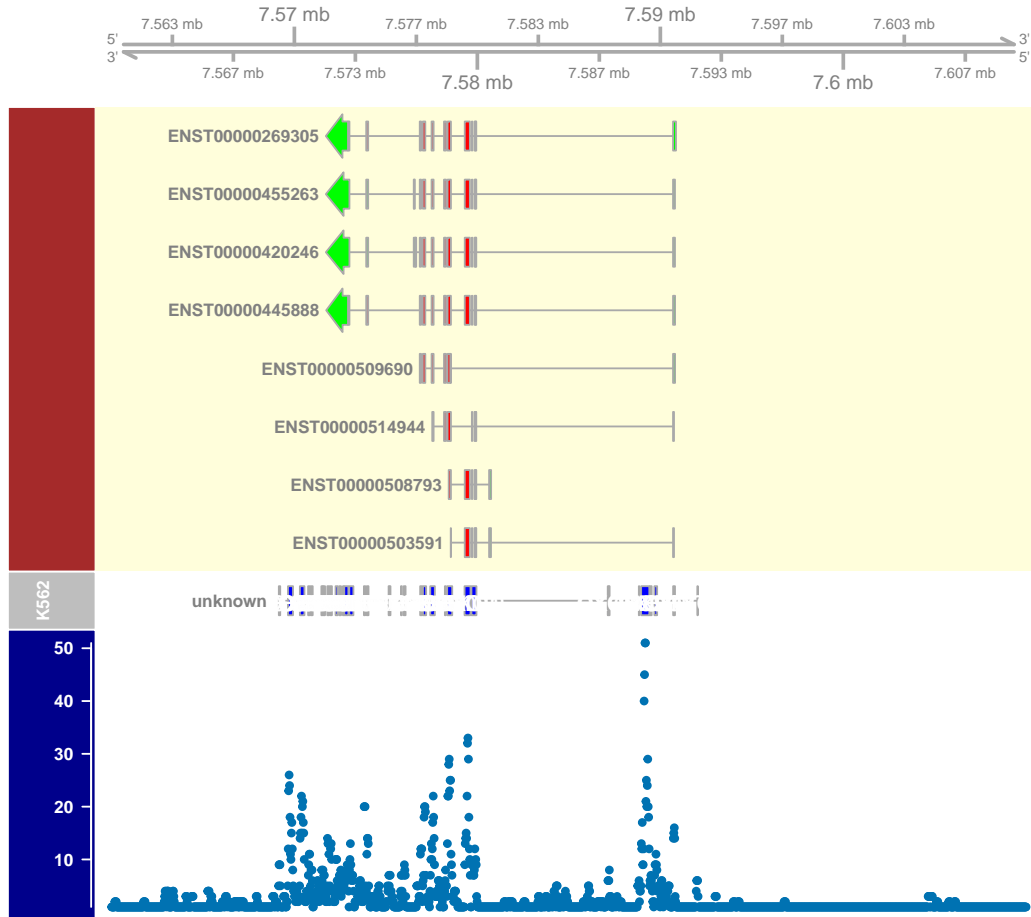 7.57 mb 7.59 mb
7.563 mb 7.577 mb 7.583 mb 7.597 mb 7.603 mb
5' 3'
3' 5'
7.567 mb 7.573 mb 7.587 mb 7.593 mb 7.607 mb
7.58 mb 7.6 mb
ENST00000269305
ENST00000455263
ENST00000420246
ENST00000445888
ENST00000509690
ENST00000514944
ENST00000508793
ENST00000503591
K562
unknown
50
40
30
20
10